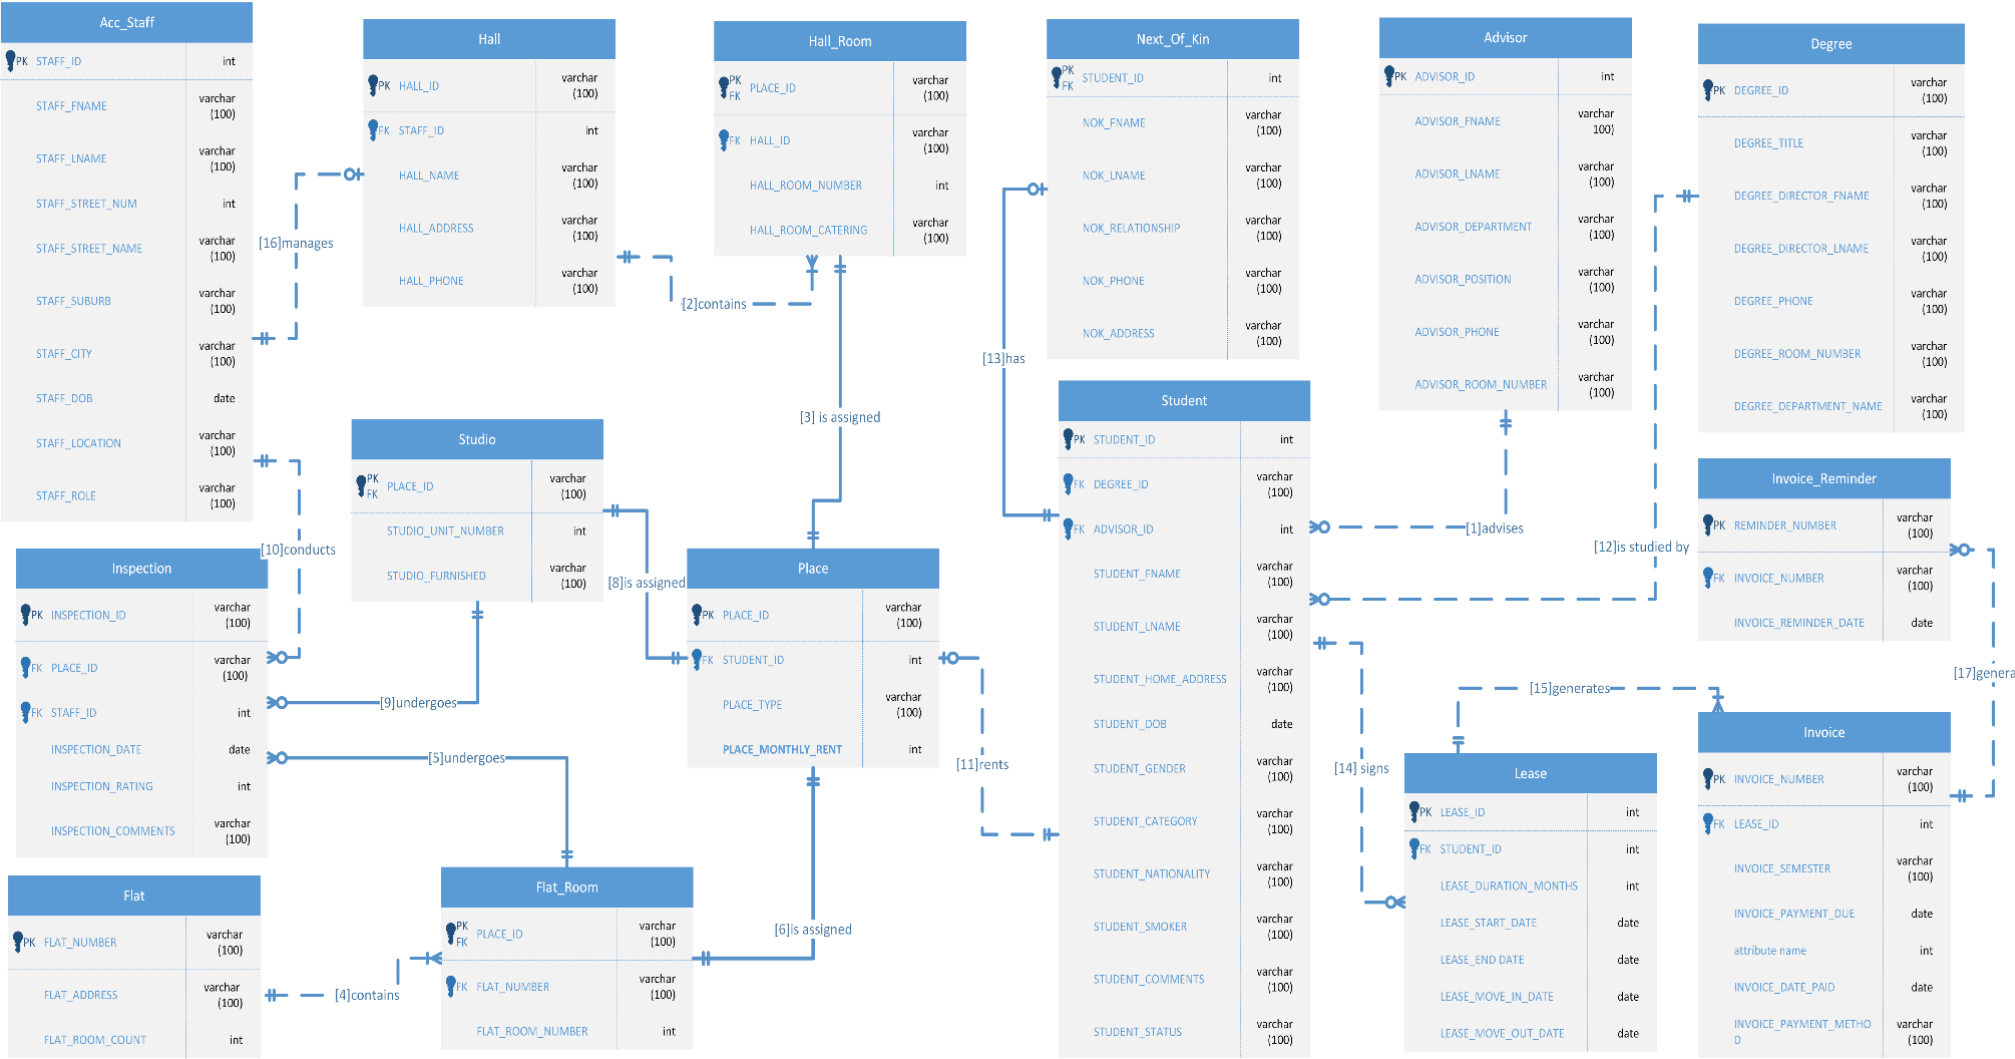 Acc_Staff
PK STAFF_ID int
STAFF_FNAME varchar
(100)
STAFF_LNAME varchar
(100)
STAFF_STREET_NUM int
STAFF_STREET_NAME varchar
(100)
STAFF_SUBURB varchar
(100)
STAFF_CITY varchar
(100)
STAFF_DOB date
STAFF_LOCATION varchar
(100)
STAFF_ROLE varchar
(100)
Hall
PK HALL_ID varchar
(100)
FK STAFF_ID int
HALL_NAME varchar
(100)
HALL_ADDRESS varchar
(100)
HALL_PHONE varchar
(100)
Hall_Room
PK
FK PLACE_ID varchar
(100)
FK HALL_ID varchar
(100)
HALL_ROOM_NUMBER int
HALL_ROOM_CATERING varchar
(100)
Next_Of_Kin
PK
FK STUDENT_ID int
NOK_FNAME varchar
(100)
NOK_LNAME varchar
(100)
NOK_RELATIONSHIP varchar
(100)
NOK_PHONE varchar
(100)
NOK_ADDRESS varchar
(100)
Advisor
PK ADVISOR_ID int
ADVISOR_FNAME varchar
100)
ADVISOR_LNAME varchar
(100)
ADVISOR_DEPARTMENT varchar
(100)
ADVISOR_POSITION varchar
(100)
ADVISOR_PHONE varchar
(100)
ADVISOR_ROOM_NUMBER varchar
(100)
Degree
PK DEGREE_ID varchar
(100)
DEGREE_TITLE varchar
(100)
DEGREE_DIRECTOR_FNAME varchar
(100)
DEGREE_DIRECTOR_LNAME varchar
(100)
DEGREE_PHONE varchar
(100)
DEGREE_ROOM_NUMBER varchar
(100)
DEGREE_DEPARTMENT_NAME varchar
(100)
[16]manages
[2]contains
[3] is assigned
[13]has
[1]advises
[12]is studied by
[10]conducts
[8]is assigned
Studio
PK
FK PLACE_ID varchar
(100)
STUDIO_UNIT_NUMBER int
STUDIO_FURNISHED varchar
(100)
Student
PK STUDENT_ID int
FK DEGREE_ID varchar
(100)
FK ADVISOR_ID int
STUDENT_FNAME varchar
(100)
STUDENT_LNAME varchar
(100)
STUDENT_HOME_ADDRESS varchar
(100)
STUDENT_DOB date
STUDENT_GENDER varchar
(100)
STUDENT_CATEGORY varchar
(100)
STUDENT_NATIONALITY varchar
(100)
STUDENT_SMOKER varchar
(100)
STUDENT_COMMENTS varchar
(100)
STUDENT_STATUS varchar
(100)
Invoice_Reminder
PK REMINDER_NUMBER varchar
(100)
FK INVOICE_NUMBER varchar
(100)
INVOICE_REMINDER_DATE date
Inspection
PK INSPECTION_ID varchar
(100)
FK PLACE_ID varchar
(100)
FK STAFF_ID int
INSPECTION_DATE date
INSPECTION_RATING int
INSPECTION_COMMENTS varchar
(100)
Place
PK PLACE_ID varchar
(100)
FK STUDENT_ID int
PLACE_TYPE varchar
(100)
PLACE_MONTHLY_RENT int
[9]undergoes
[5]undergoes
[11]rents
[14] signs
[15]generates
[17]genera
[6]is assigned
[4]contains
Lease
PK LEASE_ID int
FK STUDENT_ID int
LEASE_DURATION_MONTHS int
LEASE_START_DATE date
LEASE_END DATE date
LEASE_MOVE_IN_DATE date
LEASE_MOVE_OUT_DATE date
Invoice
PK INVOICE_NUMBER varchar
(100)
FK LEASE_ID int
INVOICE_SEMESTER varchar
(100)
INVOICE_PAYMENT_DUE date
attribute name int
INVOICE_DATE_PAID date
INVOICE_PAYMENT_METHO
D varchar
(100)
Flat
PK FLAT_NUMBER varchar
(100)
FLAT_ADDRESS varchar
(100)
FLAT_ROOM_COUNT int
Flat_Room
PK
FK PLACE_ID varchar
(100)
FK FLAT_NUMBER varchar
(100)
FLAT_ROOM_NUMBER int